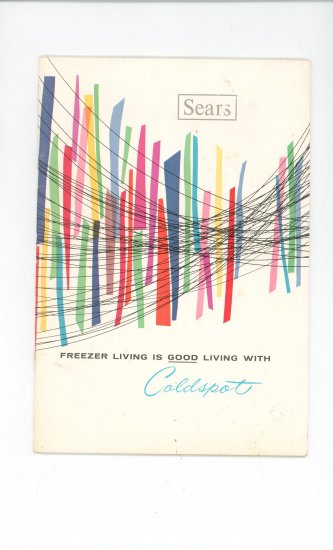 Sears
FREEZER LIVING IS GOOD LIVING WITH
Coldspot